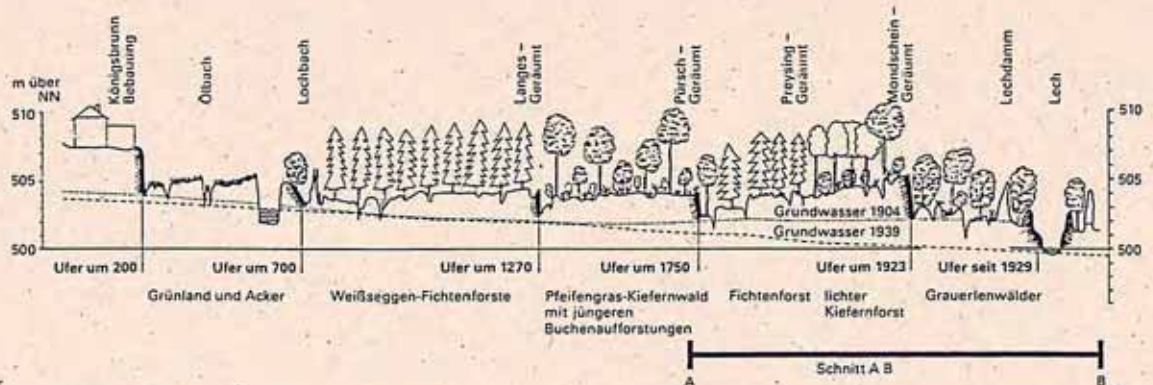 Königsbrunn
Bebauung
Ölbach
Lochbach
Langes-
Geräumt
Pürsch-
Geräumt
Preysing-
Geräumt
Mondschein-
Geräumt
Lechdamm
Lech
m über
NN
510
505
500
510
505
500
Grundwasser 1904
Grundwasser 1939
Ufer um 200
Ufer um 700
Ufer um 1270
Ufer um 1750
Ufer um 1923
Ufer seit 1929
Grünland und Acker
Weißseggen-Fichtenforste
Pfeifengras-Kiefernwald
mit jüngeren
Buchenaufforstungen
Fichtenforst
lichter
Kiefernforst
Grauerlenwälder
Schnitt A B
A
B